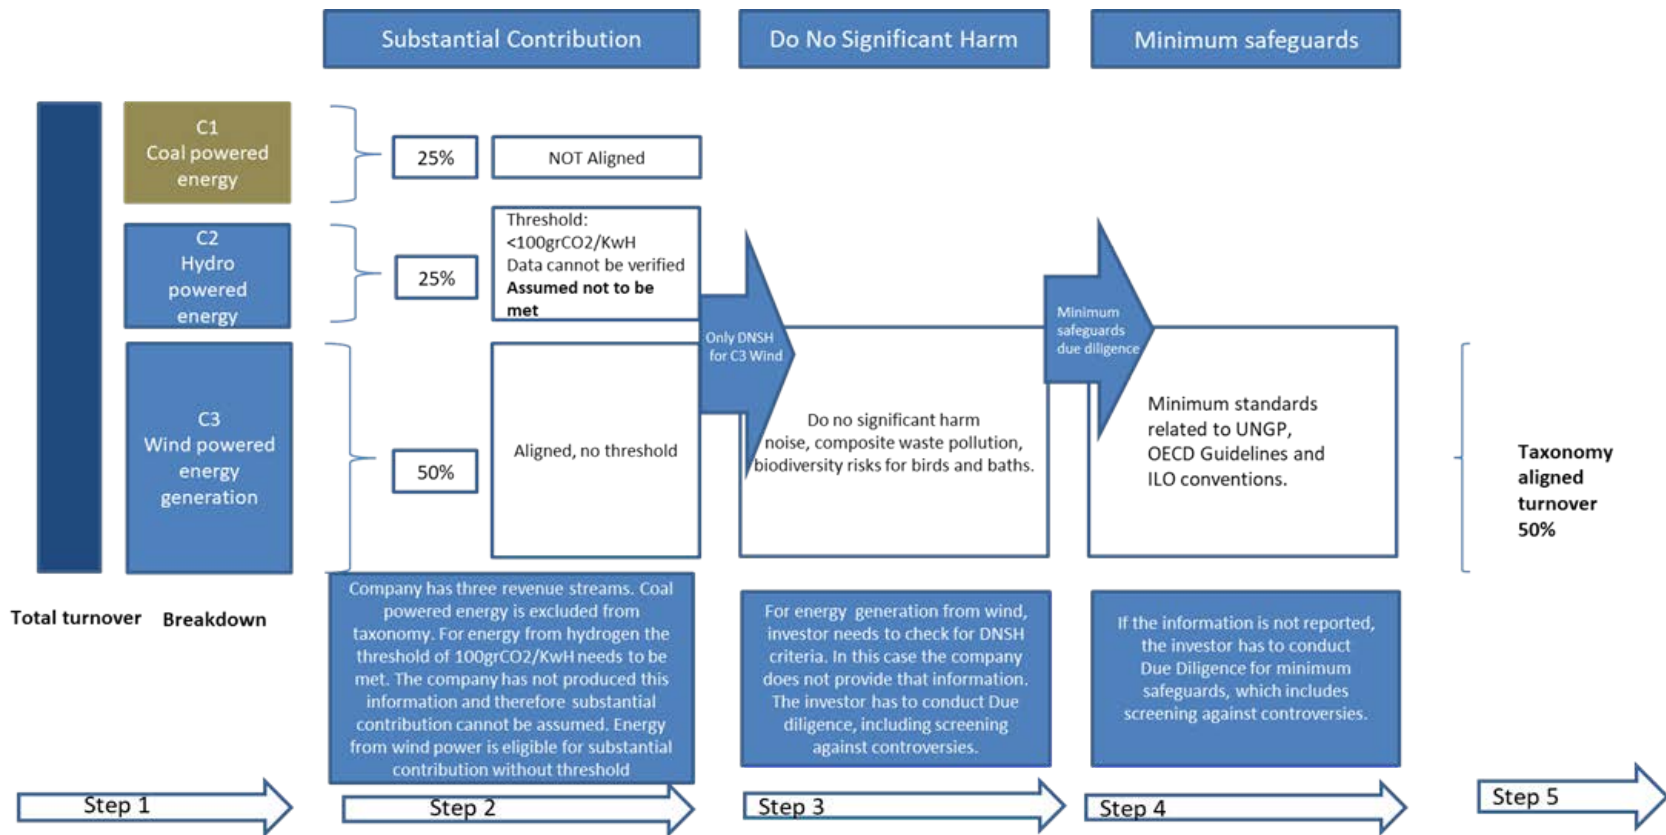 Substantial Contribution
Do No Significant Harm
Minimum safeguards
C1
Coal powered
energy
25%
NOT Aligned
C2
Hydro
powered
energy
25%
Threshold:
<100grCO2/KwH
Data cannot be verified
Assumed not to be
met
Only DNSH
for C3 Wind
Minimum
safeguards
due diligence
C3
Wind powered
energy
generation
50%
Aligned, no threshold
Do no significant harm
noise, composite waste pollution,
biodiversity risks for birds and baths.
Minimum standards
related to UNGP,
OECD Guidelines and
ILO conventions.
Taxonomy
aligned
turnover
50%
Total turnover
Breakdown
Company has three revenue streams. Coal
powered energy is excluded from
taxonomy. For energy from hydrogen the
threshold of 100grCO2/KwH needs to be
met. The company has not produced this
information and therefore substantial
contribution cannot be assumed. Energy
from wind power is eligible for substantial
contribution without threshold
For energy generation from wind,
investor needs to check for DNSH
criteria. In this case the company
does not provide that information.
The investor has to conduct Due
diligence, including screening
against controversies.
If the information is not reported,
the investor has to conduct
Due Diligence for minimum
safeguards, which includes
screening against controversies.
Step 1
Step 2
Step 3
Step 4
Step 5